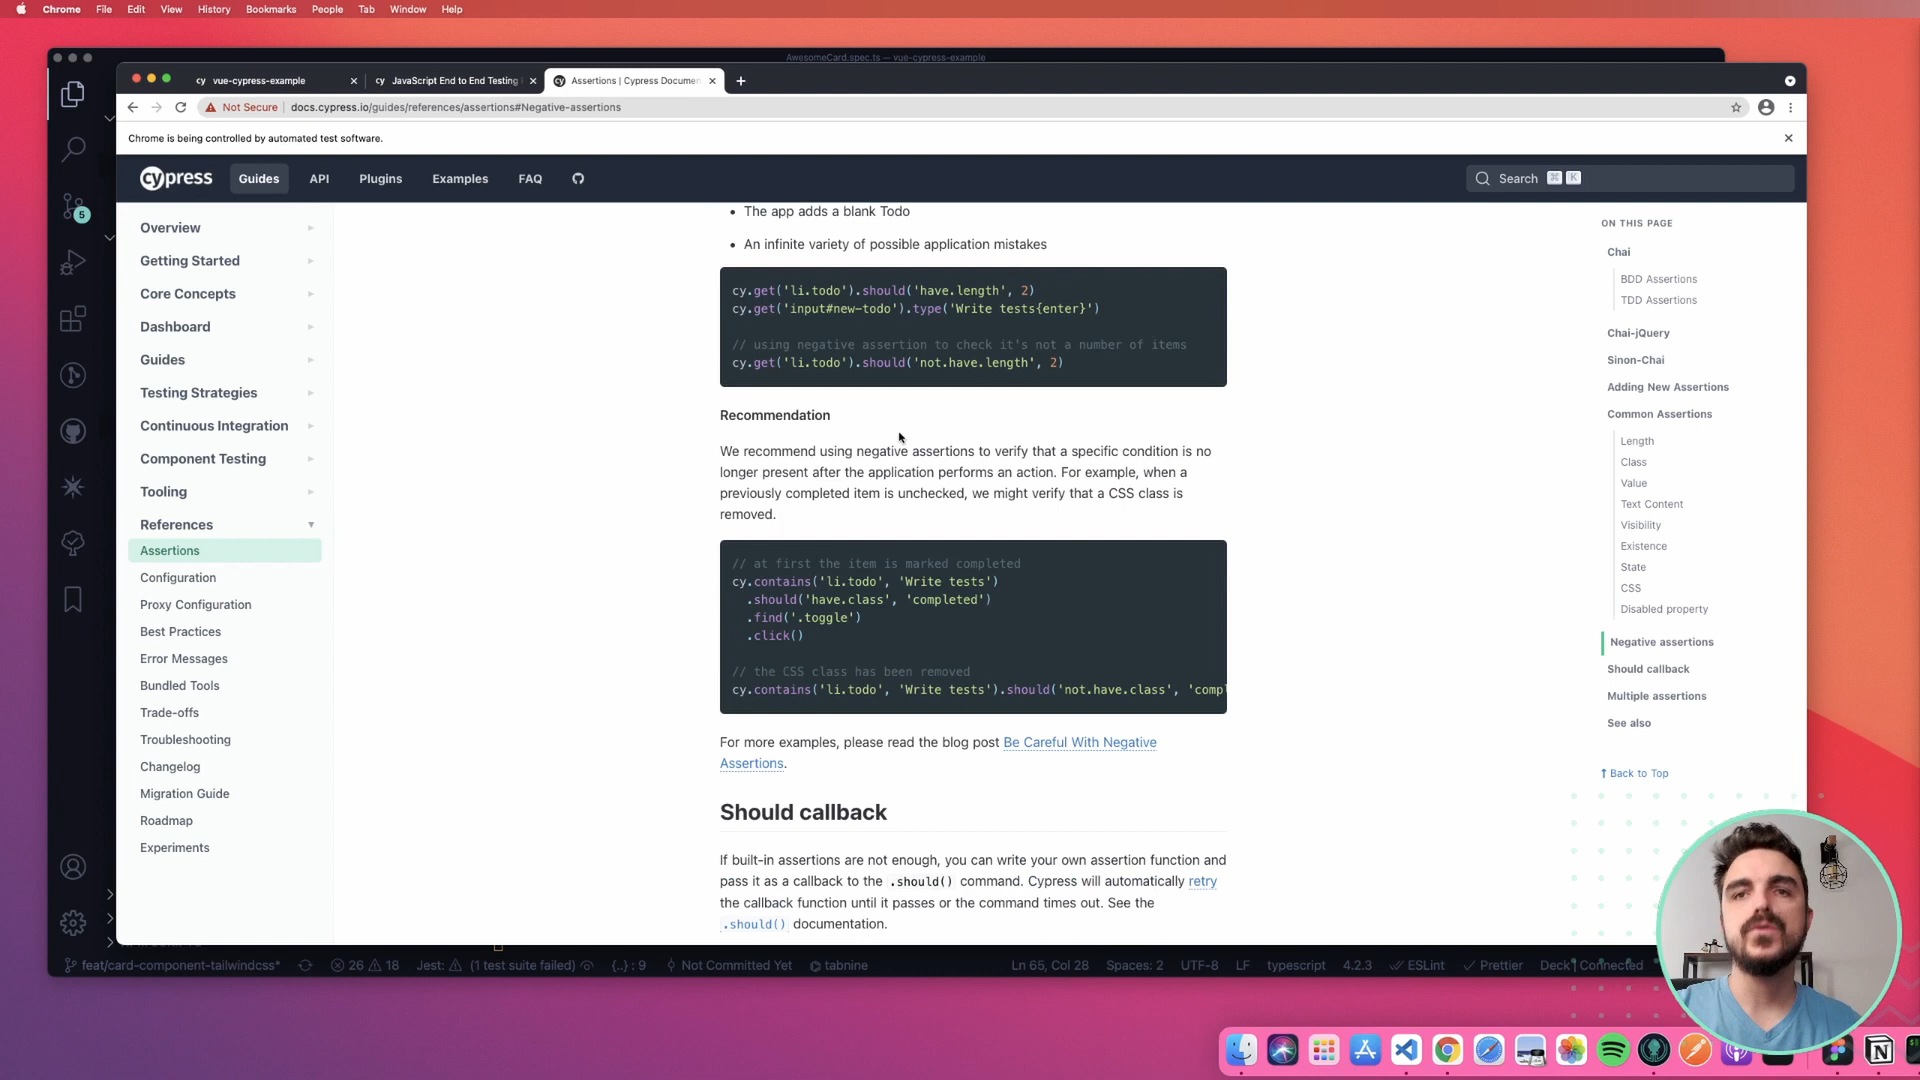 Chrome File Edit View History Bookmarks People Tab Window Help
AwesomeCard.spec.ts — vue-cypress-example
cy vue-cypress-example
cy JavaScript End to End Testing
cy Assertions | Cypress Documen
Not Secure docs.cypress.io/guides/references/assertions#Negative-assertions
Chrome is being controlled by automated test software.
cypress Guides API Plugins Examples FAQ
Search ⌘ K
Overview
Getting Started
Core Concepts
Dashboard
Guides
Testing Strategies
Continuous Integration
Component Testing
Tooling
References
Assertions
Configuration
Proxy Configuration
Best Practices
Error Messages
Bundled Tools
Trade-offs
Troubleshooting
Changelog
Migration Guide
Roadmap
Experiments
5
• The app adds a blank Todo
• An infinite variety of possible application mistakes
cy.get('li.todo').should('have.length', 2)
cy.get('input#new-todo').type('Write tests{enter}')
// using negative assertion to check it's not a number of items
cy.get('li.todo').should('not.have.length', 2)
Recommendation
We recommend using negative assertions to verify that a specific condition is no
longer present after the application performs an action. For example, when a
previously completed item is unchecked, we might verify that a CSS class is
removed.
// at first the item is marked completed
cy.contains('li.todo', 'Write tests')
.should('have.class', 'completed')
.find('.toggle')
.click()
// the CSS class has been removed
cy.contains('li.todo', 'Write tests').should('not.have.class', 'compl
For more examples, please read the blog post Be Careful With Negative
Assertions.
Should callback
If built-in assertions are not enough, you can write your own assertion function and
pass it as a callback to the .should() command. Cypress will automatically retry
the callback function until it passes or the command times out. See the
.should() documentation.
ON THIS PAGE
Chai
BDD Assertions
TDD Assertions
Chai-jQuery
Sinon-Chai
Adding New Assertions
Common Assertions
Length
Class
Value
Text Content
Visibility
Existence
State
CSS
Disabled property
Negative assertions
Should callback
Multiple assertions
See also
↑ Back to Top
feat/card-component-tailwindcss* 26 18 Jest: (1 test suite failed) {..} : 9 Not Committed Yet tabnine Ln 65, Col 28 Spaces: 2 UTF-8 LF typescript 4.2.3 ESLint Prettier Deck Connected